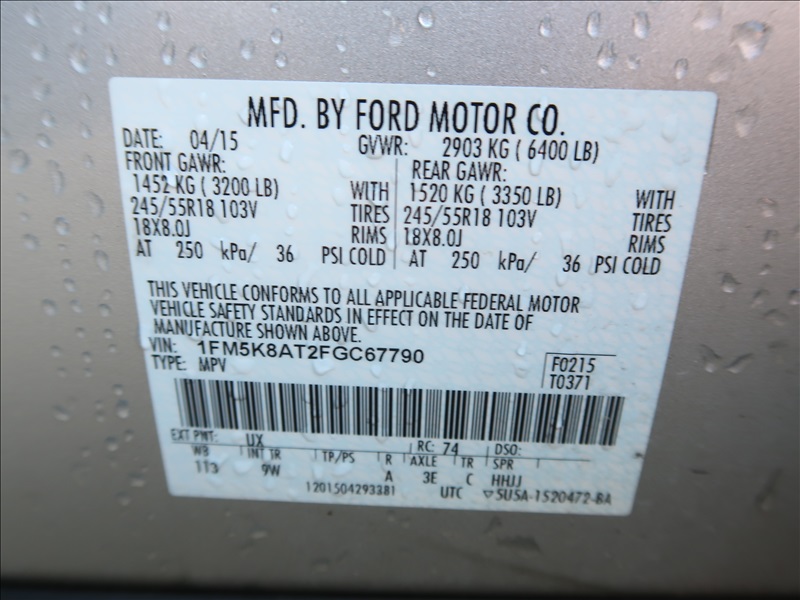 MFD. BY FORD MOTOR CO.
DATE: 04/15 GVWR: 2903 KG ( 6400 LB)
FRONT GAWR: REAR GAWR:
1452 KG ( 3200 LB) WITH 1520 KG ( 3350 LB) WITH
245/55R18 103V TIRES 245/55R18 103V TIRES
18X8.0J RIMS 18X8.0J RIMS
AT 250 kPa/ 36 PSI COLD AT 250 kPa/ 36 PSI COLD
THIS VEHICLE CONFORMS TO ALL APPLICABLE FEDERAL MOTOR
VEHICLE SAFETY STANDARDS IN EFFECT ON THE DATE OF
MANUFACTURE SHOWN ABOVE.
VIN: 1FM5K8AT2FGC67790 F0215
TYPE: MPV T0371
EXT PNT: UX RC: 74 DSO:
WB INT TR TP/PS R AXLE TR SPR
113 9W A 3E C HHJJ
1201504293381 UTC ▽5U5A-1520472-BA